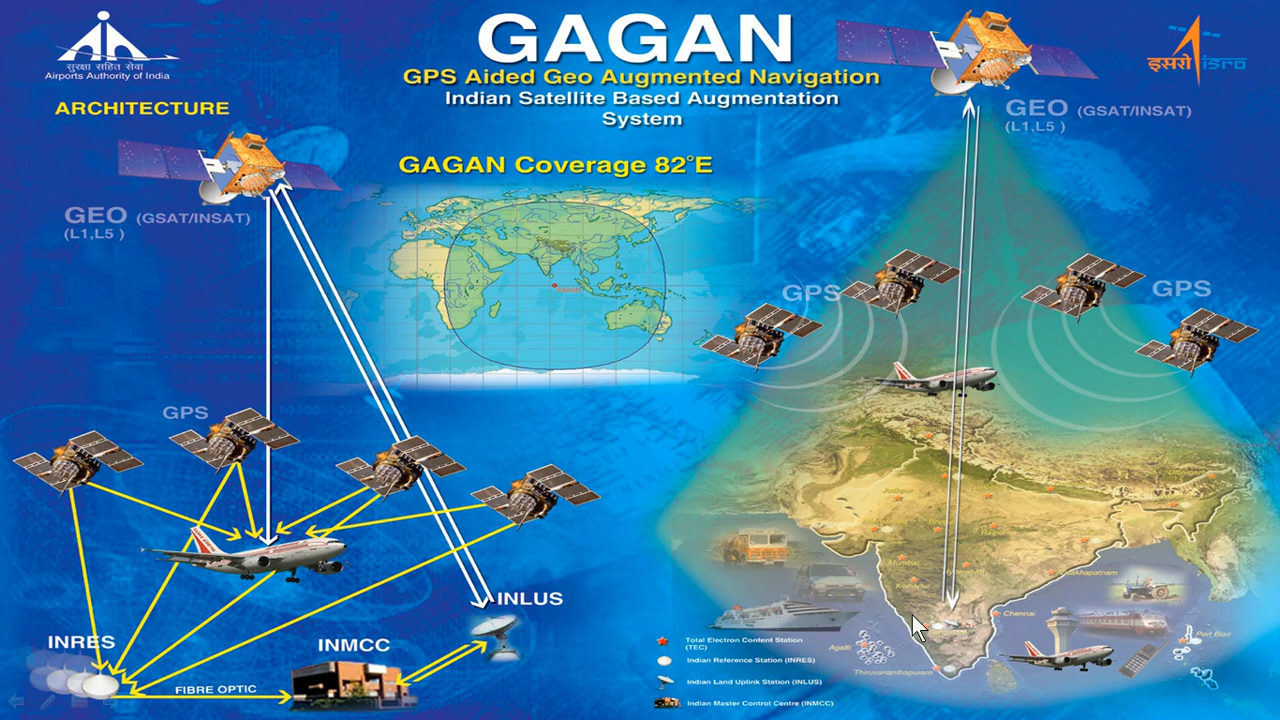 सुरक्षा सहित सेवा
Airports Authority of India
ARCHITECTURE
GAGAN
GPS Aided Geo Augmented Navigation
Indian Satellite Based Augmentation
System
इसरो isro
GEO (GSAT/INSAT)
(L1,L5 )
GAGAN Coverage 82°E
GEO (GSAT/INSAT)
(L1,L5 )
GPS
GPS
GPS
INLUS
INRES
INMCC
FIBRE OPTIC
Jodhpur
Mumbai
Kolhapur
Chennai
Port Blair
Agatti
Thiruvananthapuram
Total Electron Content Station
(TEC)
Indian Reference Station (INRES)
Indian Land Uplink Station (INLUS)
Indian Master Control Centre (INMCC)